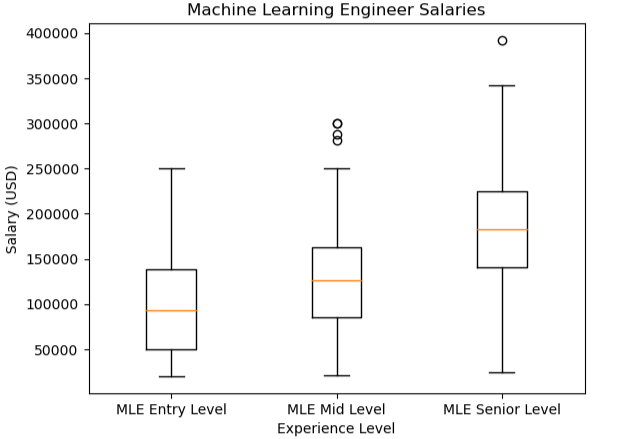 Machine Learning Engineer Salaries
400000
350000
300000
250000
200000
150000
100000
50000
Salary (USD)
MLE Entry Level MLE Mid Level MLE Senior Level
Experience Level